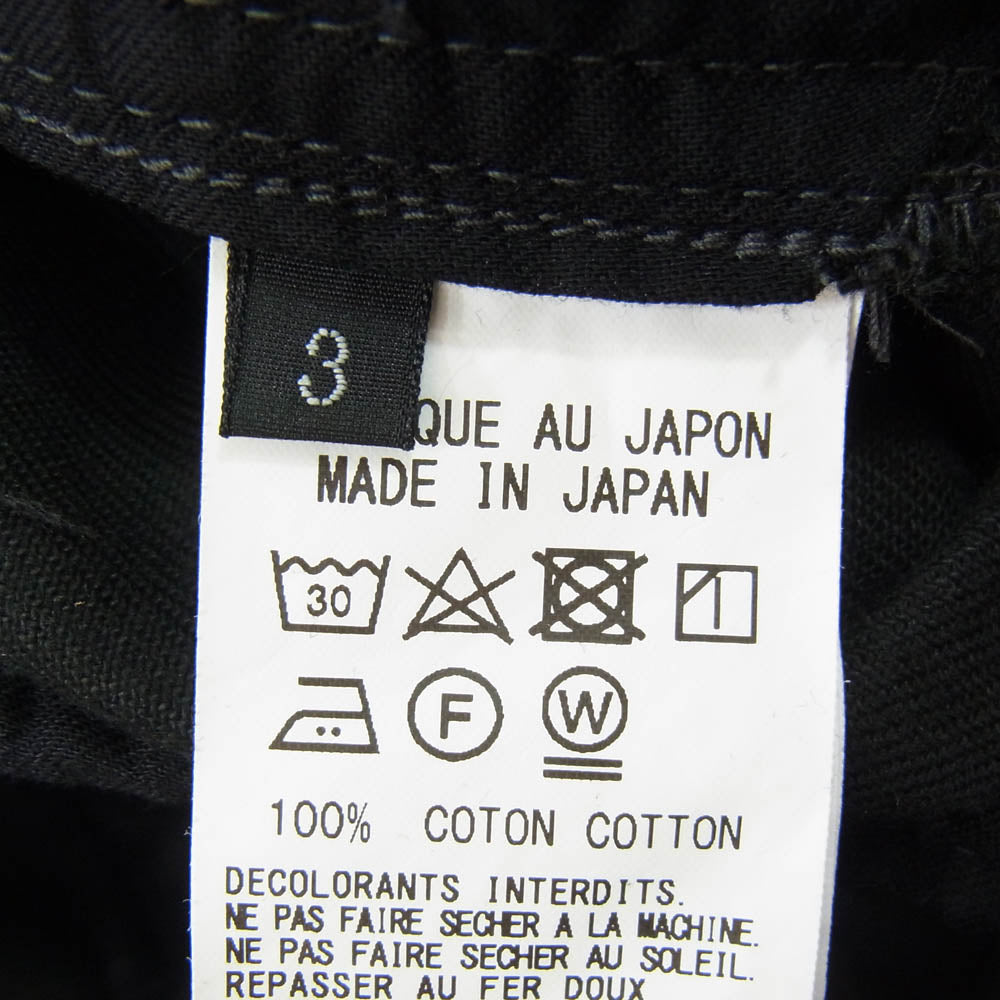 3
QUE AU JAPON
MADE IN JAPAN
30
F
W
100% COTON COTTON
DECOLORANTS INTERDITS.
NE PAS FAIRE SECHER A LA MACHINE.
NE PAS FAIRE SECHER AU SOLEIL.
REPASSER AU FER DOUX